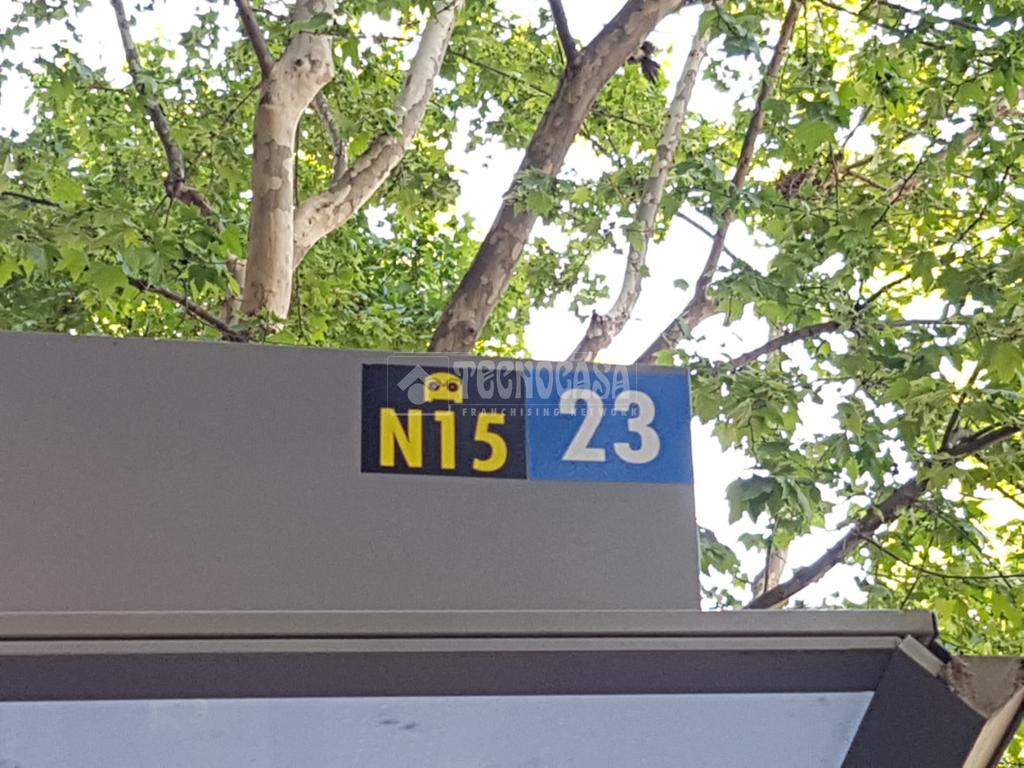 TECNOCASA
FRANCHISING NETWORK
N15 23